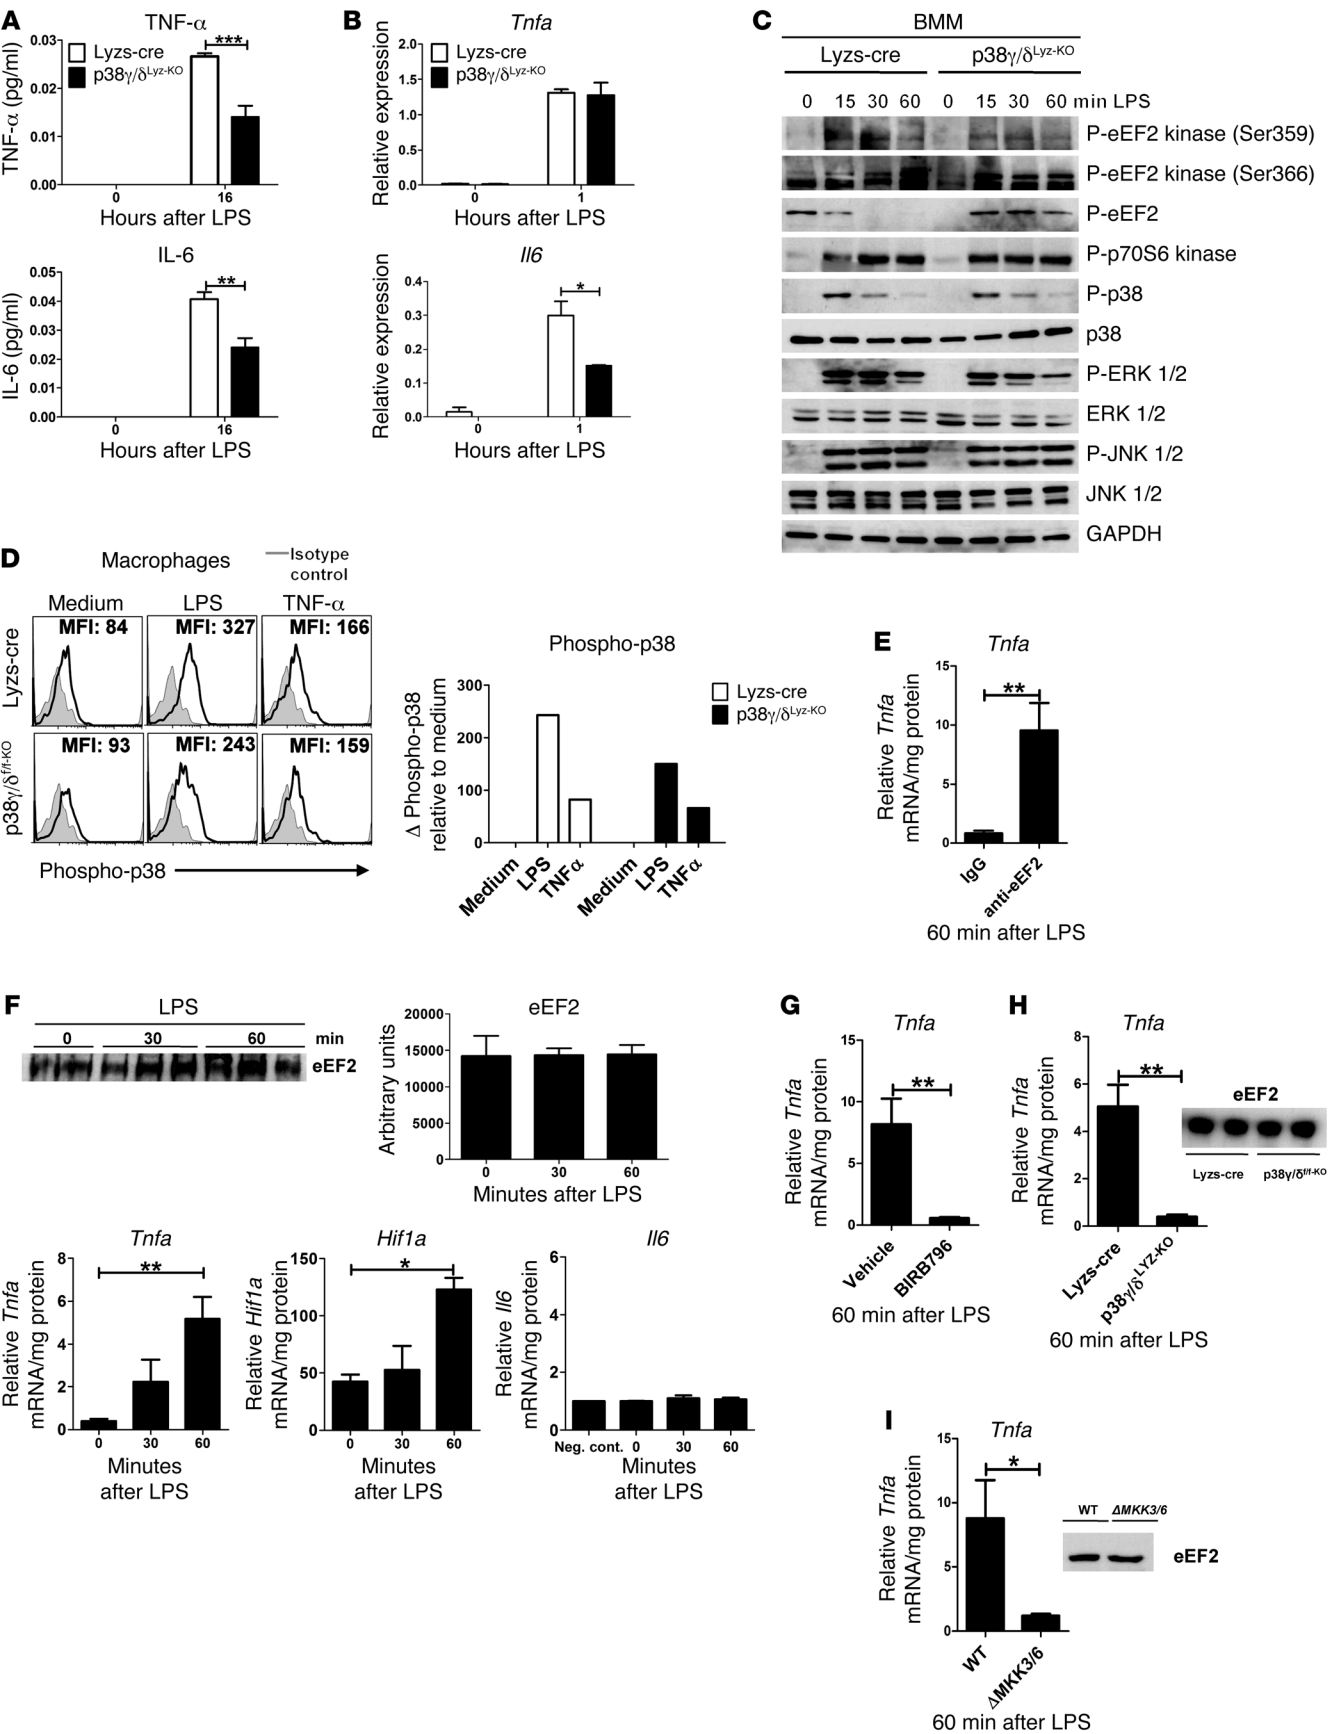 A
TNF-α
TNF-α (pg/ml)
0.03
0.02
0.01
0.00
Lyzs-cre
p38γ/δLyz-KO
***
0
16
Hours after LPS
IL-6
IL-6 (pg/ml)
0.05
0.04
0.03
0.02
0.01
0.00
**
0
16
Hours after LPS
B
Tnfa
Relative expression
2.0
1.5
1.0
0.5
0.0
Lyzs-cre
p38γ/δLyz-KO
0
1
Hours after LPS
Il6
Relative expression
0.4
0.3
0.2
0.1
0.0
*
0
1
Hours after LPS
C
BMM
Lyzs-cre
p38γ/δLyz-KO
0 15 30 60 0 15 30 60 min LPS
P-eEF2 kinase (Ser359)
P-eEF2 kinase (Ser366)
P-eEF2
P-p70S6 kinase
P-p38
p38
P-ERK 1/2
ERK 1/2
P-JNK 1/2
JNK 1/2
GAPDH
D
Macrophages
Isotype
control
Medium LPS TNF-α
Lyzs-cre
MFI: 84
MFI: 327
MFI: 166
p38γ/δf/f-KO
MFI: 93
MFI: 243
MFI: 159
Phospho-p38
Phospho-p38
Δ Phospho-p38
relative to medium
300
200
100
0
Lyzs-cre
p38γ/δLyz-KO
Medium
LPS
TNFα
Medium
LPS
TNFα
E
Tnfa
Relative Tnfa
mRNA/mg protein
15
10
5
0
**
IgG
anti-eEF2
60 min after LPS
F
LPS
0 30 60 min
eEF2
eEF2
Arbitrary units
20000
15000
10000
5000
0
0 30 60
Minutes after LPS
Tnfa
Relative Tnfa
mRNA/mg protein
8
6
4
2
0
**
0 30 60
Minutes
after LPS
Hif1a
Relative Hif1a
mRNA/mg protein
150
100
50
0
*
0 30 60
Minutes
after LPS
Il6
Relative Il6
mRNA/mg protein
6
4
2
0
Neg. cont. 0 30 60
Minutes
after LPS
G
Tnfa
Relative Tnfa
mRNA/mg protein
15
10
5
0
**
Vehicle
BIRB796
60 min after LPS
H
Tnfa
Relative Tnfa
mRNA/mg protein
8
6
4
2
0
**
Lyzs-cre
p38γ/δLYZ-KO
60 min after LPS
eEF2
Lyzs-cre
p38γ/δf/f-KO
I
Tnfa
Relative Tnfa
mRNA/mg protein
15
10
5
0
*
WT
ΔMKK3/6
60 min after LPS
WT ΔMKK3/6
eEF2